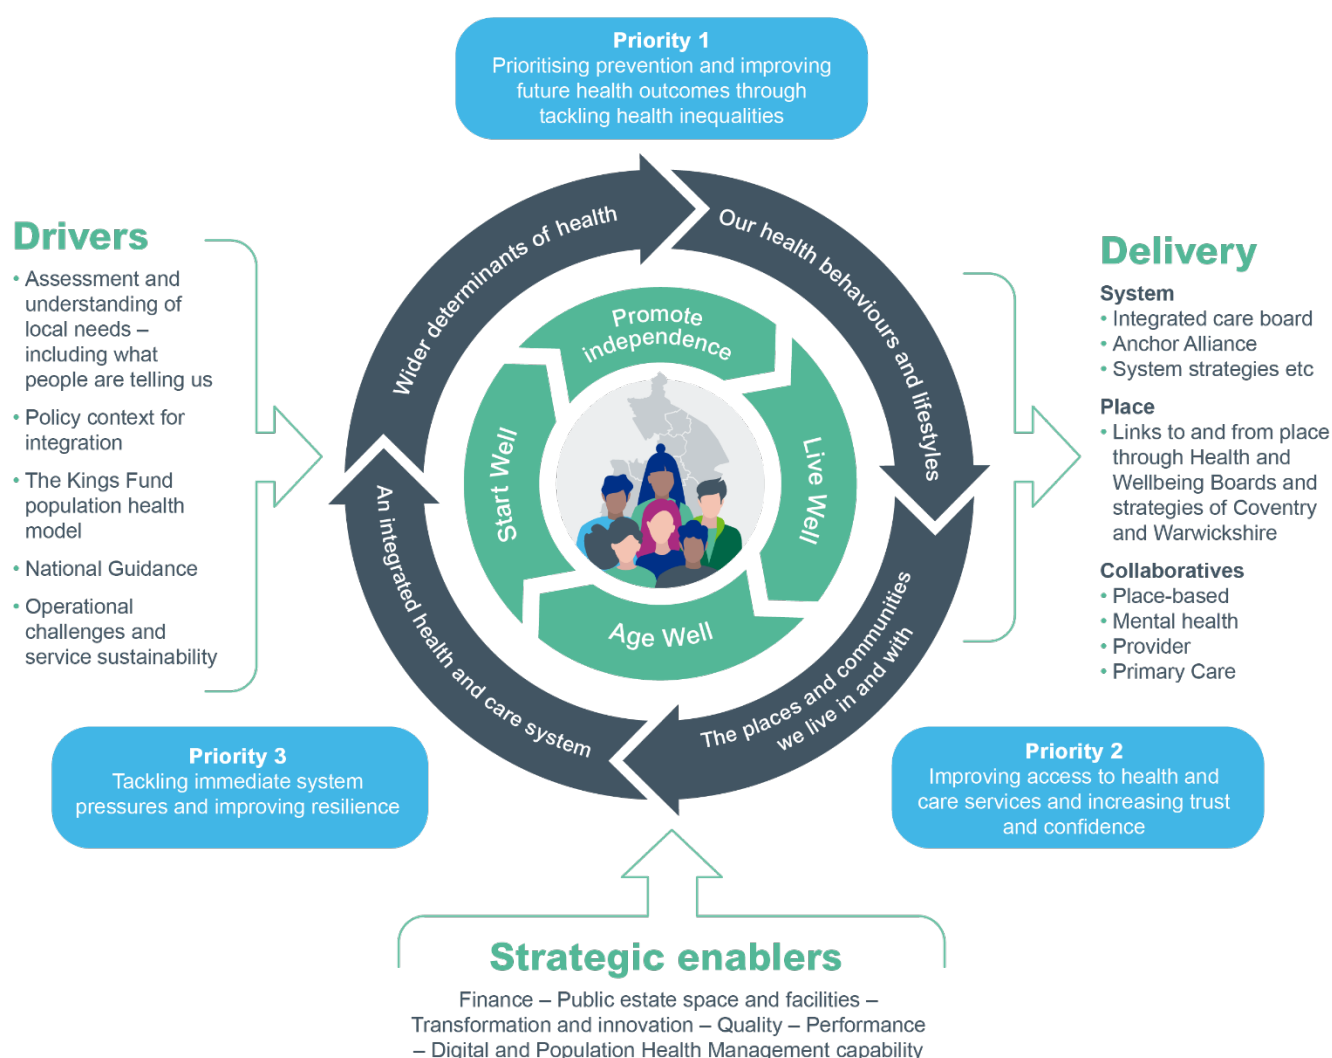 Priority 1
Prioritising prevention and improving
future health outcomes through
tackling health inequalities
Drivers
• Assessment and
understanding of
local needs –
including what
people are telling us
• Policy context for
integration
• The Kings Fund
population health
model
• National Guidance
• Operational
challenges and
service sustainability
Wider determinants of health
Our health behaviours and lifestyles
The places and communities
we live in and with
An integrated health and care system
Promote
independence
Live Well
Age Well
Start Well
Delivery
System
• Integrated care board
• Anchor Alliance
• System strategies etc
Place
• Links to and from place
through Health and
Wellbeing Boards and
strategies of Coventry
and Warwickshire
Collaboratives
• Place-based
• Mental health
• Provider
• Primary Care
Priority 3
Tackling immediate system
pressures and improving resilience
Priority 2
Improving access to health and
care services and increasing trust
and confidence
Strategic enablers
Finance – Public estate space and facilities –
Transformation and innovation – Quality – Performance
– Digital and Population Health Management capability